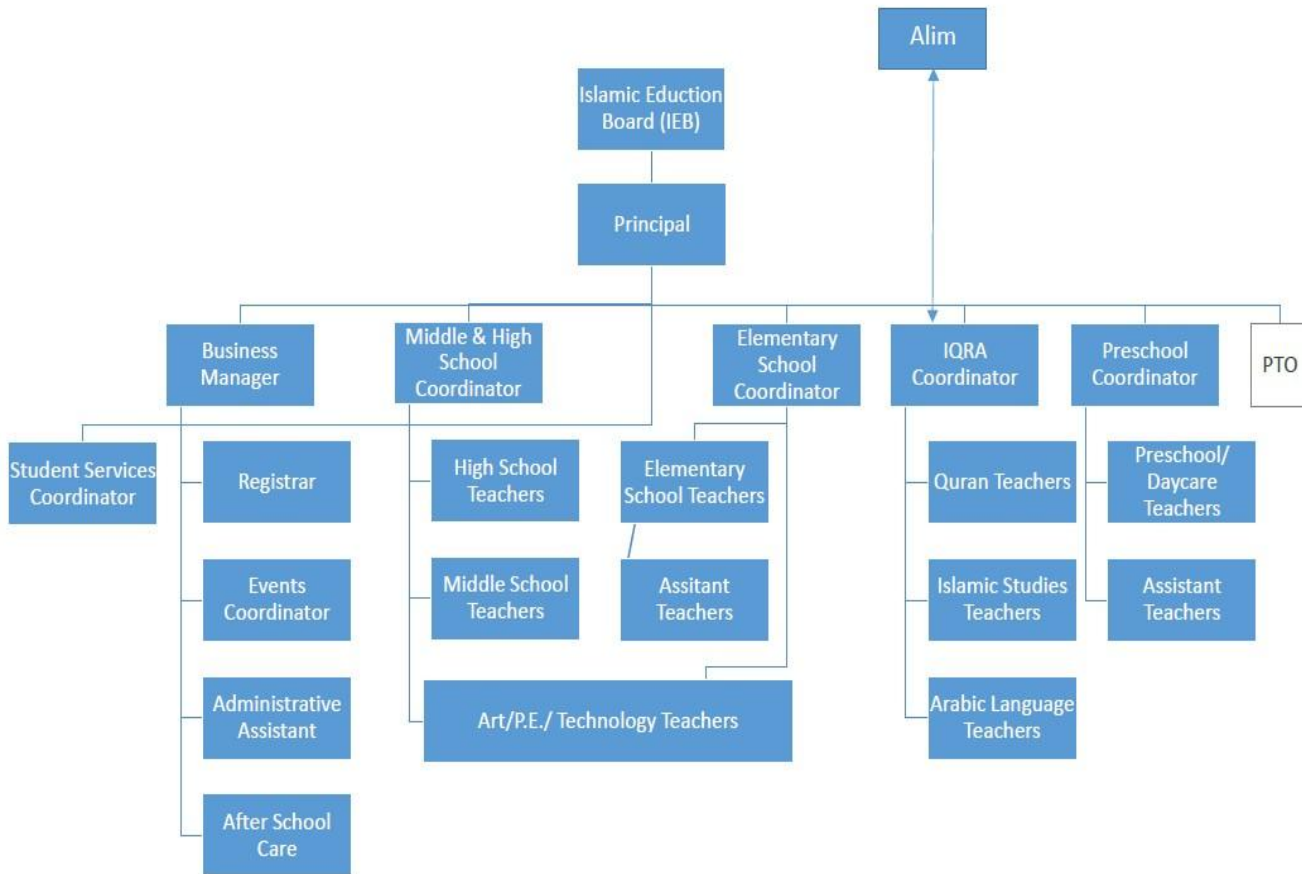 Alim
Islamic Eduction
Board (IEB)
Principal
Business
Manager
Middle & High
School
Coordinator
Elementary
School
Coordinator
IQRA
Coordinator
Preschool
Coordinator
PTO
Student Services
Coordinator
Registrar
High School
Teachers
Elementary
School Teachers
Quran Teachers
Preschool/
Daycare
Teachers
Events
Coordinator
Middle School
Teachers
Assitant
Teachers
Islamic Studies
Teachers
Assistant
Teachers
Administrative
Assistant
Art/P.E./ Technology Teachers
Arabic Language
Teachers
After School
Care